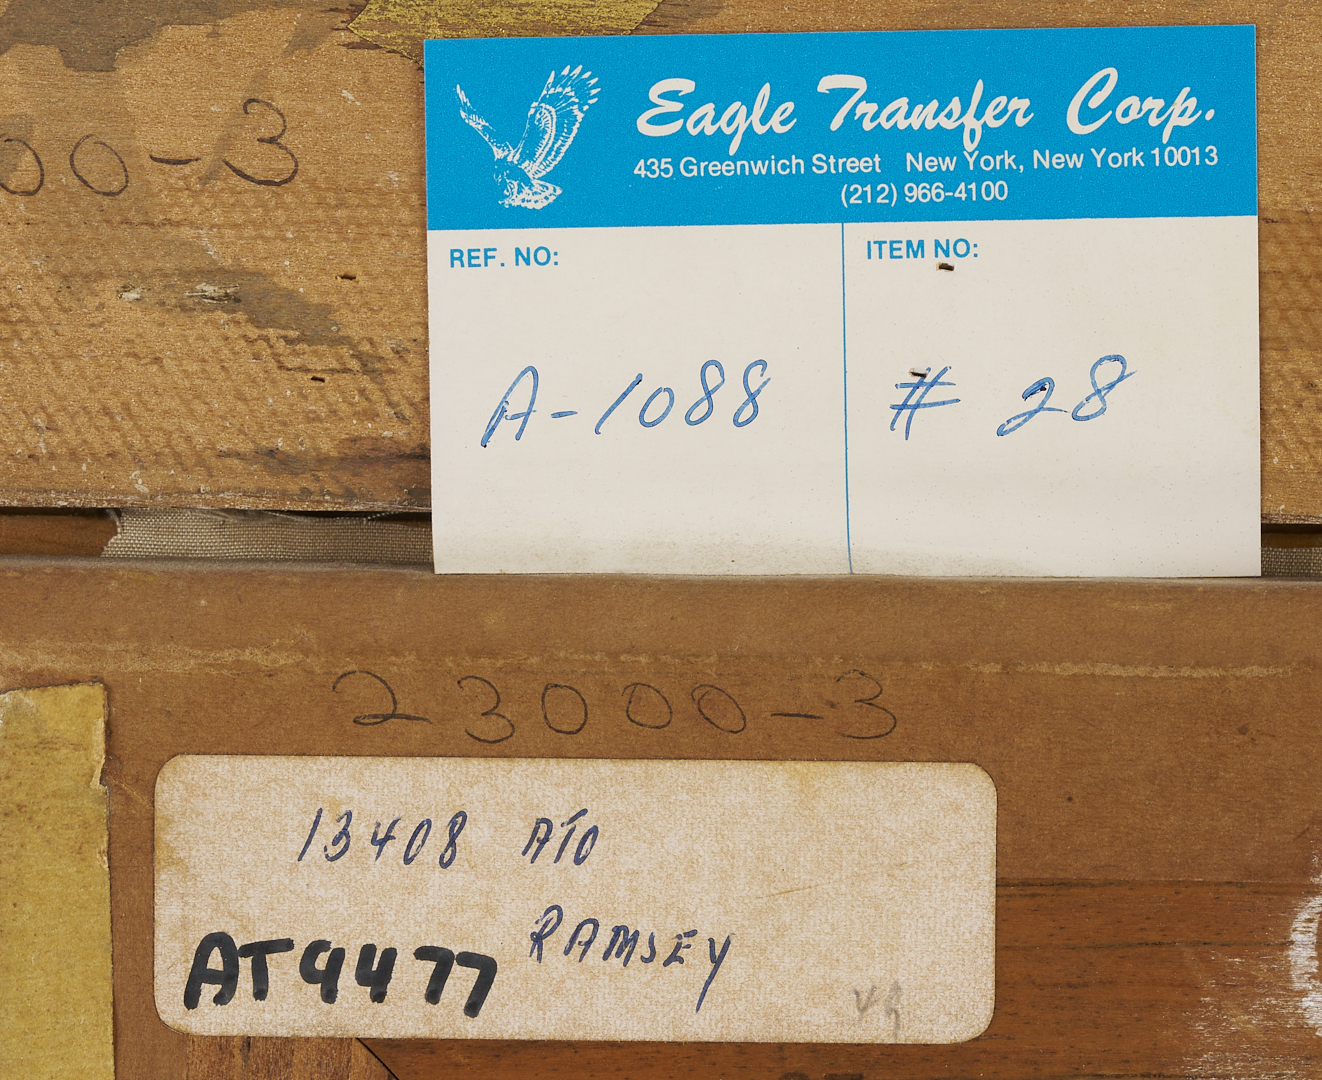 00-3
Eagle Transfer Corp.
435 Greenwich Street New York, New York 10013
(212) 966-4100
REF. NO:
ITEM NO:
A-1088
# 28
23000-3
13408 ATO
RAMSEY
AT9477